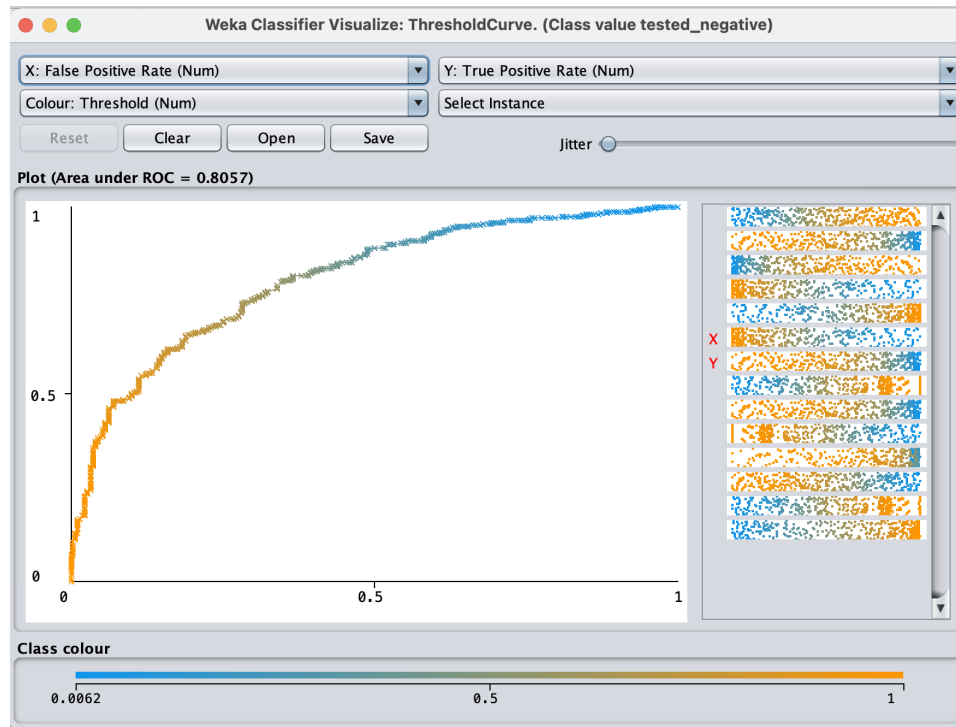 Weka Classifier Visualize: ThresholdCurve. (Class value tested_negative)
X: False Positive Rate (Num)
Y: True Positive Rate (Num)
Colour: Threshold (Num)
Select Instance
Reset
Clear
Open
Save
Jitter
Plot (Area under ROC = 0.8057)
1
0.5
0
0
0.5
1
X
Y
Class colour
0.0062
0.5
1